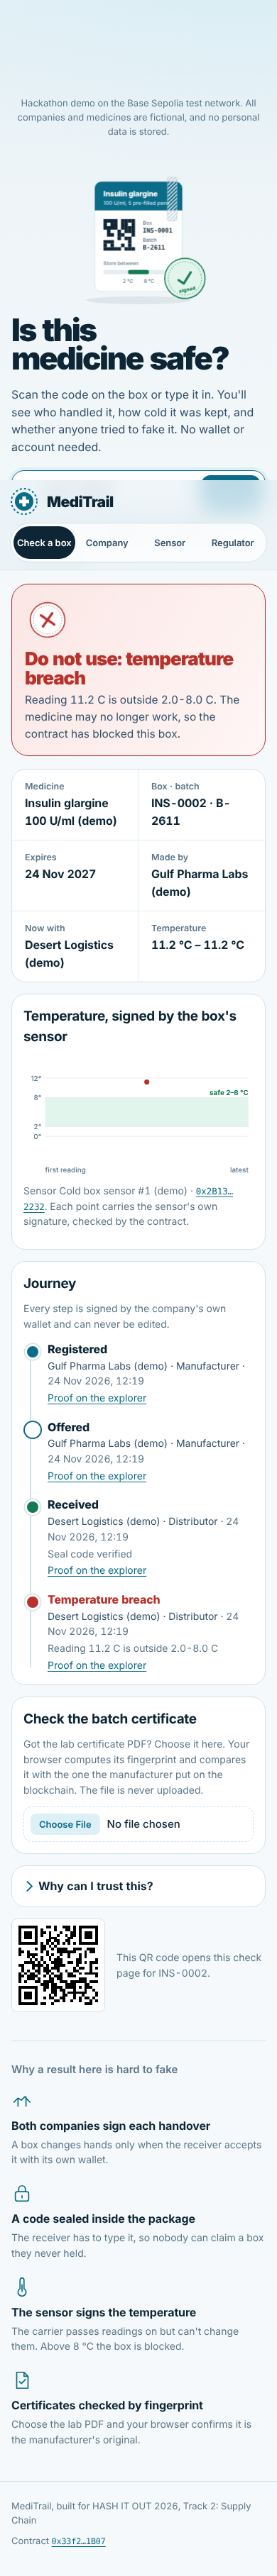 Hackathon demo on the Base Sepolia test network. All
companies and medicines are fictional, and no personal
data is stored.
Insulin glargine
100 U/ml, 5 pre-filled pens
Box
INS-0001
Batch
B-2611
Store between
2 °C
8 °C
signed
Is this
medicine safe?
Scan the code on the box or type it in. You'll
see who handled it, how cold it was kept, and
whether anyone tried to fake it. No wallet or
account needed.
MediTrail
Check a box
Company
Sensor
Regulator
Do not use: temperature
breach
Reading 11.2 C is outside 2.0-8.0 C. The
medicine may no longer work, so the
contract has blocked this box.
Medicine
Insulin glargine
100 U/ml (demo)
Box · batch
INS-0002 · B-
2611
Expires
24 Nov 2027
Made by
Gulf Pharma Labs
(demo)
Now with
Desert Logistics
(demo)
Temperature
11.2 °C – 11.2 °C
Temperature, signed by the box's
sensor
12°
8°
2°
0°
safe 2–8 °C
first reading
latest
Sensor Cold box sensor #1 (demo) · 0x2B13…
2232. Each point carries the sensor's own
signature, checked by the contract.
Journey
Every step is signed by the company's own
wallet and can never be edited.
Registered
Gulf Pharma Labs (demo) · Manufacturer ·
24 Nov 2026, 12:19
Proof on the explorer
Offered
Gulf Pharma Labs (demo) · Manufacturer ·
24 Nov 2026, 12:19
Proof on the explorer
Received
Desert Logistics (demo) · Distributor · 24
Nov 2026, 12:19
Seal code verified
Proof on the explorer
Temperature breach
Desert Logistics (demo) · Distributor · 24
Nov 2026, 12:19
Reading 11.2 C is outside 2.0-8.0 C
Proof on the explorer
Check the batch certificate
Got the lab certificate PDF? Choose it here. Your
browser computes its fingerprint and compares
it with the one the manufacturer put on the
blockchain. The file is never uploaded.
Choose File
No file chosen
Why can I trust this?
This QR code opens this check
page for INS-0002.
Why a result here is hard to fake
Both companies sign each handover
A box changes hands only when the receiver accepts
it with its own wallet.
A code sealed inside the package
The receiver has to type it, so nobody can claim a box
they never held.
The sensor signs the temperature
The carrier passes readings on but can't change
them. Above 8 °C the box is blocked.
Certificates checked by fingerprint
Choose the lab PDF and your browser confirms it is
the manufacturer's original.
MediTrail, built for HASH IT OUT 2026, Track 2: Supply
Chain
Contract 0x33f2…1B07